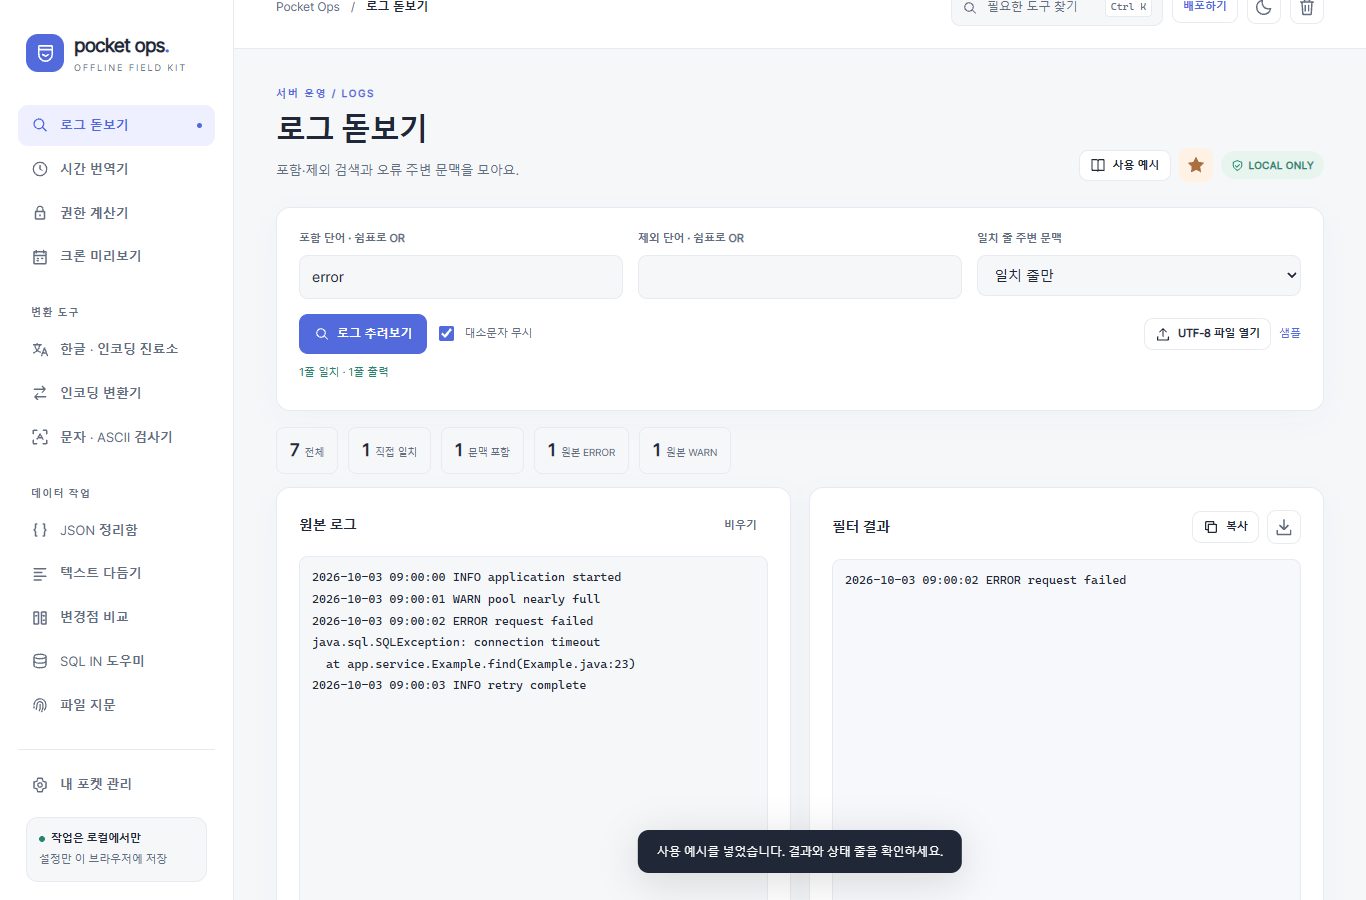 pocket ops.
OFFLINE FIELD KIT
로그 돋보기
시간 번역기
권한 계산기
크론 미리보기
변환 도구
한글 · 인코딩 진료소
인코딩 변환기
문자 · ASCII 검사기
데이터 작업
JSON 정리함
텍스트 다듬기
변경점 비교
SQL IN 도우미
파일 지문
내 포켓 관리
작업은 로컬에서만
설정만 이 브라우저에 저장
Pocket Ops / 로그 돋보기
필요한 도구 찾기 Ctrl K
배포하기
서버 운영 / LOGS
로그 돋보기
포함·제외 검색과 오류 주변 문맥을 모아요.
사용 예시
LOCAL ONLY
포함 단어 · 쉼표로 OR
제외 단어 · 쉼표로 OR
일치 줄 주변 문맥
error
일치 줄만
로그 추려보기
대소문자 무시
UTF-8 파일 열기
샘플
1줄 일치 · 1줄 출력
7 전체
1 직접 일치
1 문맥 포함
1 원본 ERROR
1 원본 WARN
원본 로그
비우기
2026-10-03 09:00:00 INFO application started
2026-10-03 09:00:01 WARN pool nearly full
2026-10-03 09:00:02 ERROR request failed
java.sql.SQLException: connection timeout
  at app.service.Example.find(Example.java:23)
2026-10-03 09:00:03 INFO retry complete
필터 결과
복사
2026-10-03 09:00:02 ERROR request failed
사용 예시를 넣었습니다. 결과와 상태 줄을 확인하세요.